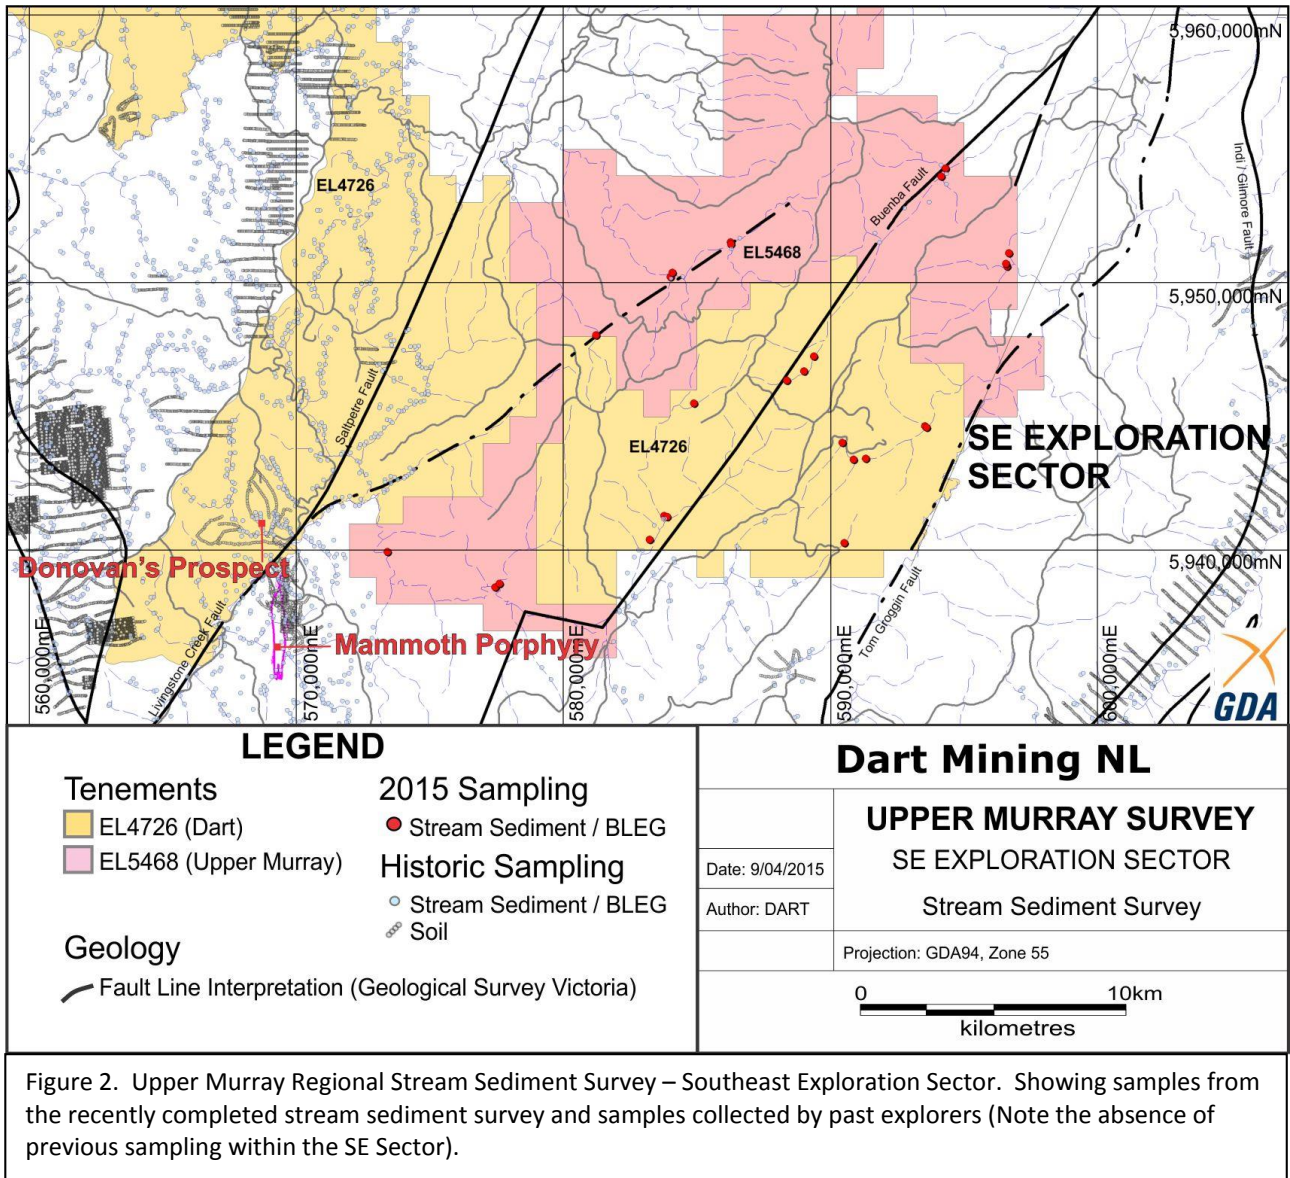 5,960,000mN
EL4726
Indi / Gilmore Fault
Buenba Fault
EL5468
5,950,000mN
Saltpetre Fault
EL4726
SE EXPLORATION
SECTOR
Donovan's Prospect
5,940,000mN
Livingstone Creek Fault
Mammoth Porphyry
Tom Groggin Fault
560,000mE
570,000mE
580,000mE
590,000mE
600,000mE
GDA
LEGEND
Tenements
EL4726 (Dart)
EL5468 (Upper Murray)
Geology
Fault Line Interpretation (Geological Survey Victoria)
2015 Sampling
Stream Sediment / BLEG
Historic Sampling
Stream Sediment / BLEG
Soil
Dart Mining NL
UPPER MURRAY SURVEY
SE EXPLORATION SECTOR
Date: 9/04/2015
Author: DART
Stream Sediment Survey
Projection: GDA94, Zone 55
0 10km
kilometres
Figure 2. Upper Murray Regional Stream Sediment Survey – Southeast Exploration Sector. Showing samples from
the recently completed stream sediment survey and samples collected by past explorers (Note the absence of
previous sampling within the SE Sector).